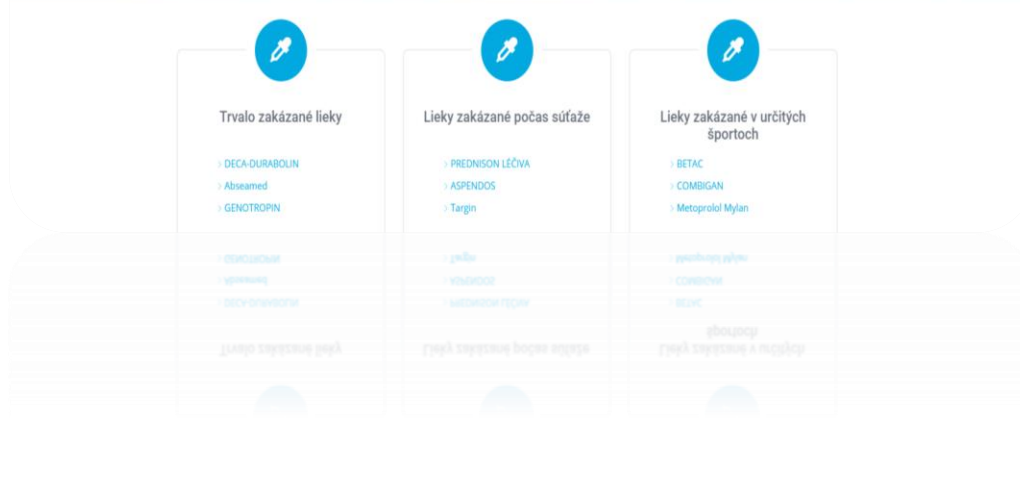 Trvalo zakázané lieky
DECA-DURABOLIN
Abseamed
GENOTROPIN
Lieky zakázané počas súťaže
PREDNISON LÉČIVA
ASPENDOS
Targin
Lieky zakázané v určitých
športoch
BETAC
COMBIGAN
Metoprolol Mylan